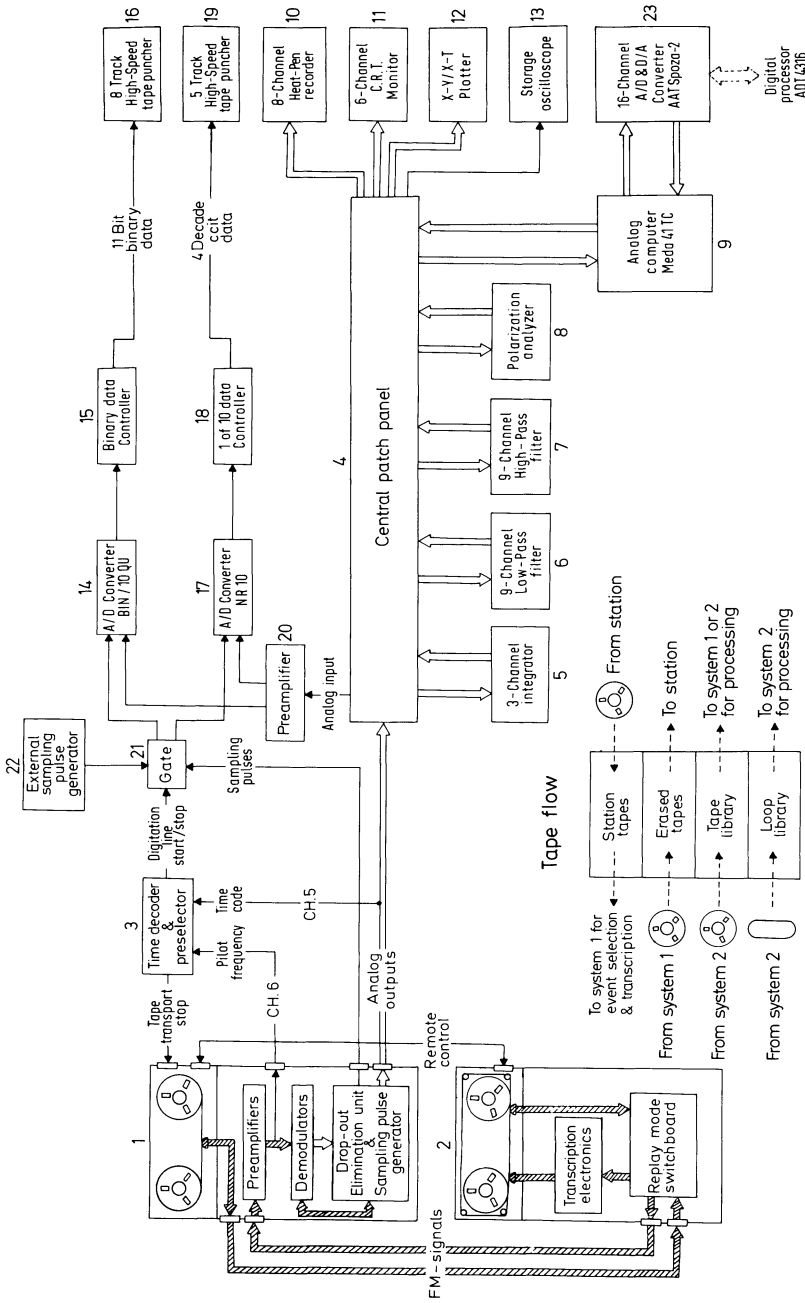 22
External
sampling
pulse
generator
21
Gate
Digitation
line
start/stop
3
Time decoder
&
preselector
Tape
transport
stop
Pilot
frequency
Time
code
CH.6
CH.5
Sampling
pulses
14
A/D Converter
BIN/10 QU
15
Binary data
Controller
11 Bit
binary
data
16
8 Track
High-Speed
tape puncher
17
A/D Converter
NR 10
18
1 of 10 data
Controller
4 Decade
ccit
data
19
5 Track
High-Speed
tape puncher
20
Preamplifier
Analog input
10
8-Channel
Heat-Pen
recorder
11
6-Channel
C.R.T.
Monitor
12
X-Y/X-T
Plotter
13
Storage
oscilloscope
23
16-Channel
A/D & D/A
Converter
AAT Spoza-2
Digital
processor
ADT 4316
4
Central patch panel
Analog
outputs
5
3-Channel
integrator
6
9-Channel
Low-Pass
filter
7
9-Channel
High-Pass
filter
8
Polarization
analyzer
9
Analog
computer
Meda 41 TC
1
Preamplifiers
Demodulators
Drop-out
Elimination unit
&
Sampling pulse
generator
Remote
control
2
Transcription
electronics
Replay mode
switchboard
FM-signals
Tape flow
To system 1 for
event selection
& transcription
Station
tapes
From station
From system 1
Erased
tapes
To station
From system 2
Tape
library
To system 1 or 2
for processing
From system 2
Loop
library
To system 2
for processing